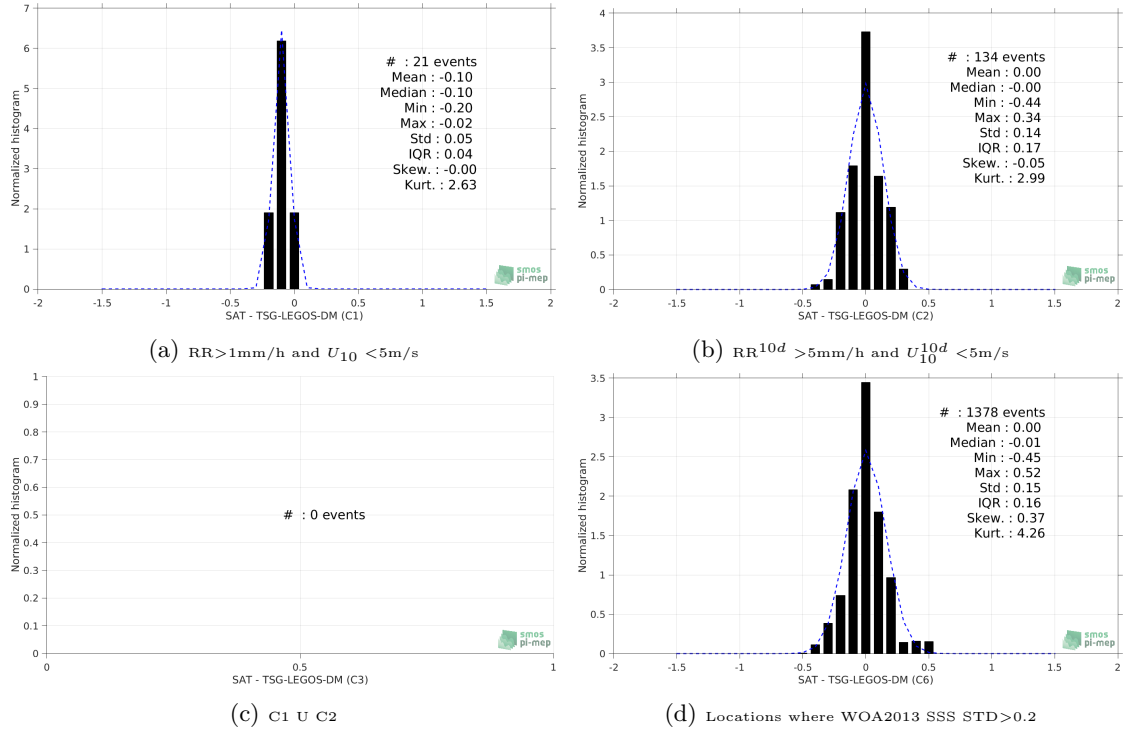 7
6
5
4
3
2
1
0
Normalized histogram
# : 21 events
Mean : -0.10
Median : -0.10
Min : -0.20
Max : -0.02
Std : 0.05
IQR : 0.04
Skew. : -0.00
Kurt. : 2.63
smos
pi-mep
-2 -1.5 -1 -0.5 0 0.5 1 1.5 2
SAT - TSG-LEGOS-DM (C1)
(a) RR>1mm/h and U10 <5m/s
4
3.5
3
2.5
2
1.5
1
0.5
0
Normalized histogram
# : 134 events
Mean : 0.00
Median : -0.00
Min : -0.44
Max : 0.34
Std : 0.14
IQR : 0.17
Skew. : -0.05
Kurt. : 2.99
smos
pi-mep
-2 -1.5 -1 -0.5 0 0.5 1 1.5 2
SAT - TSG-LEGOS-DM (C2)
(b) RR10d >5mm/h and U10d10 <5m/s
1
0.9
0.8
0.7
0.6
0.5
0.4
0.3
0.2
0.1
0
Normalized histogram
# : 0 events
smos
pi-mep
0 0.5 1
SAT - TSG-LEGOS-DM (C3)
(c) C1 U C2
3.5
3
2.5
2
1.5
1
0.5
0
Normalized histogram
# : 1378 events
Mean : 0.00
Median : -0.01
Min : -0.45
Max : 0.52
Std : 0.15
IQR : 0.16
Skew. : 0.37
Kurt. : 4.26
smos
pi-mep
-2 -1.5 -1 -0.5 0 0.5 1 1.5 2
SAT - TSG-LEGOS-DM (C6)
(d) Locations where WOA2013 SSS STD>0.2